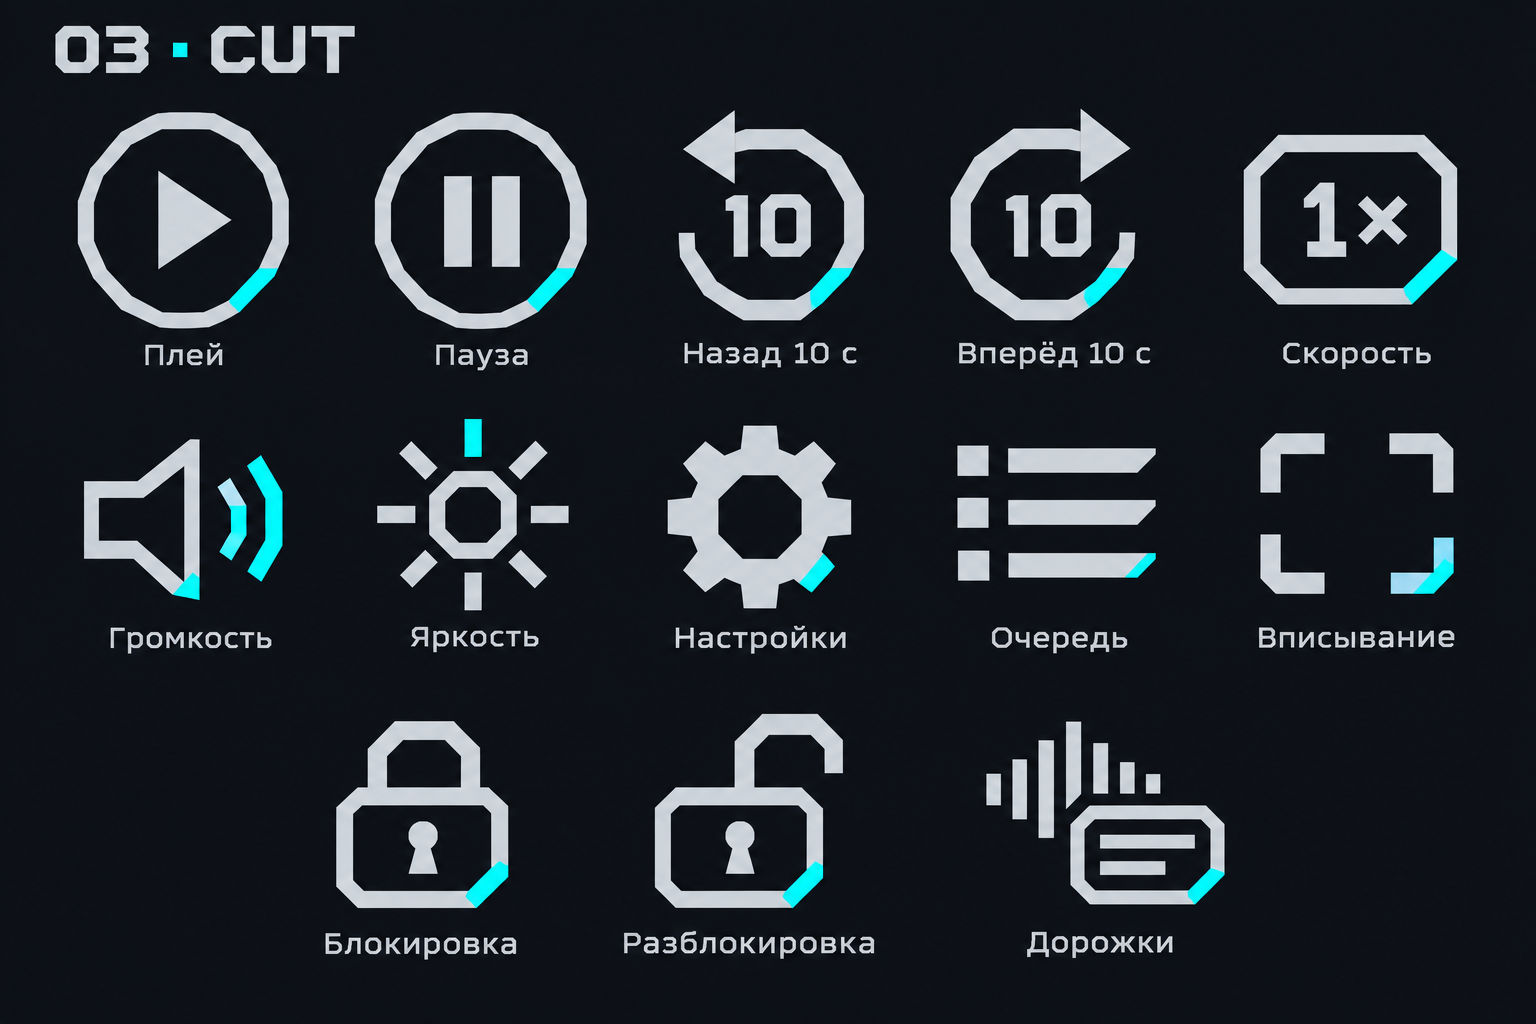 03 · CUT
10
10
1×
Плей
Пауза
Назад 10 с
Вперёд 10 с
Скорость
Громкость
Яркость
Настройки
Очередь
Вписывание
Блокировка
Разблокировка
Дорожки